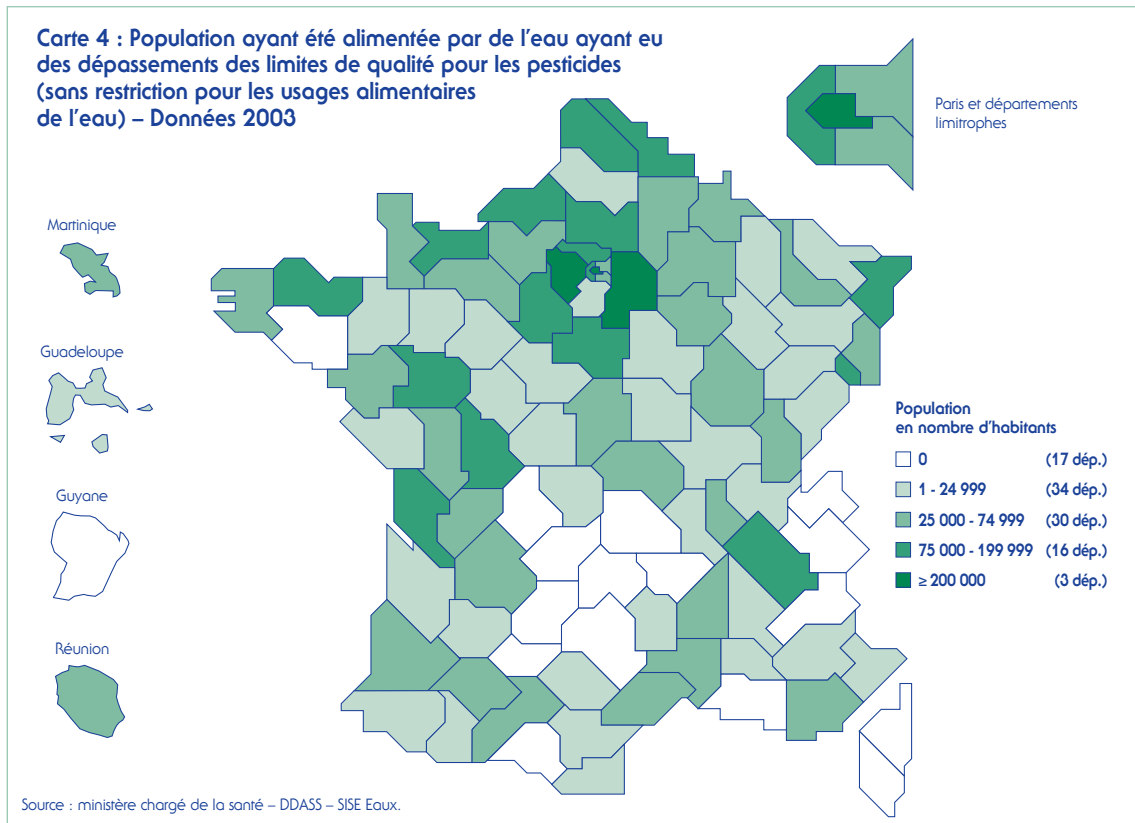 Carte 4 : Population ayant été alimentée par de l'eau ayant eu
des dépassements des limites de qualité pour les pesticides
(sans restriction pour les usages alimentaires
de l'eau) – Données 2003
Paris et départements
limitrophes
Martinique
Guadeloupe
Guyane
Réunion
Population
en nombre d'habitants
0 (17 dép.)
1 - 24 999 (34 dép.)
25 000 - 74 999 (30 dép.)
75 000 - 199 999 (16 dép.)
≥ 200 000 (3 dép.)
Source : ministère chargé de la santé – DDASS – SISE Eaux.